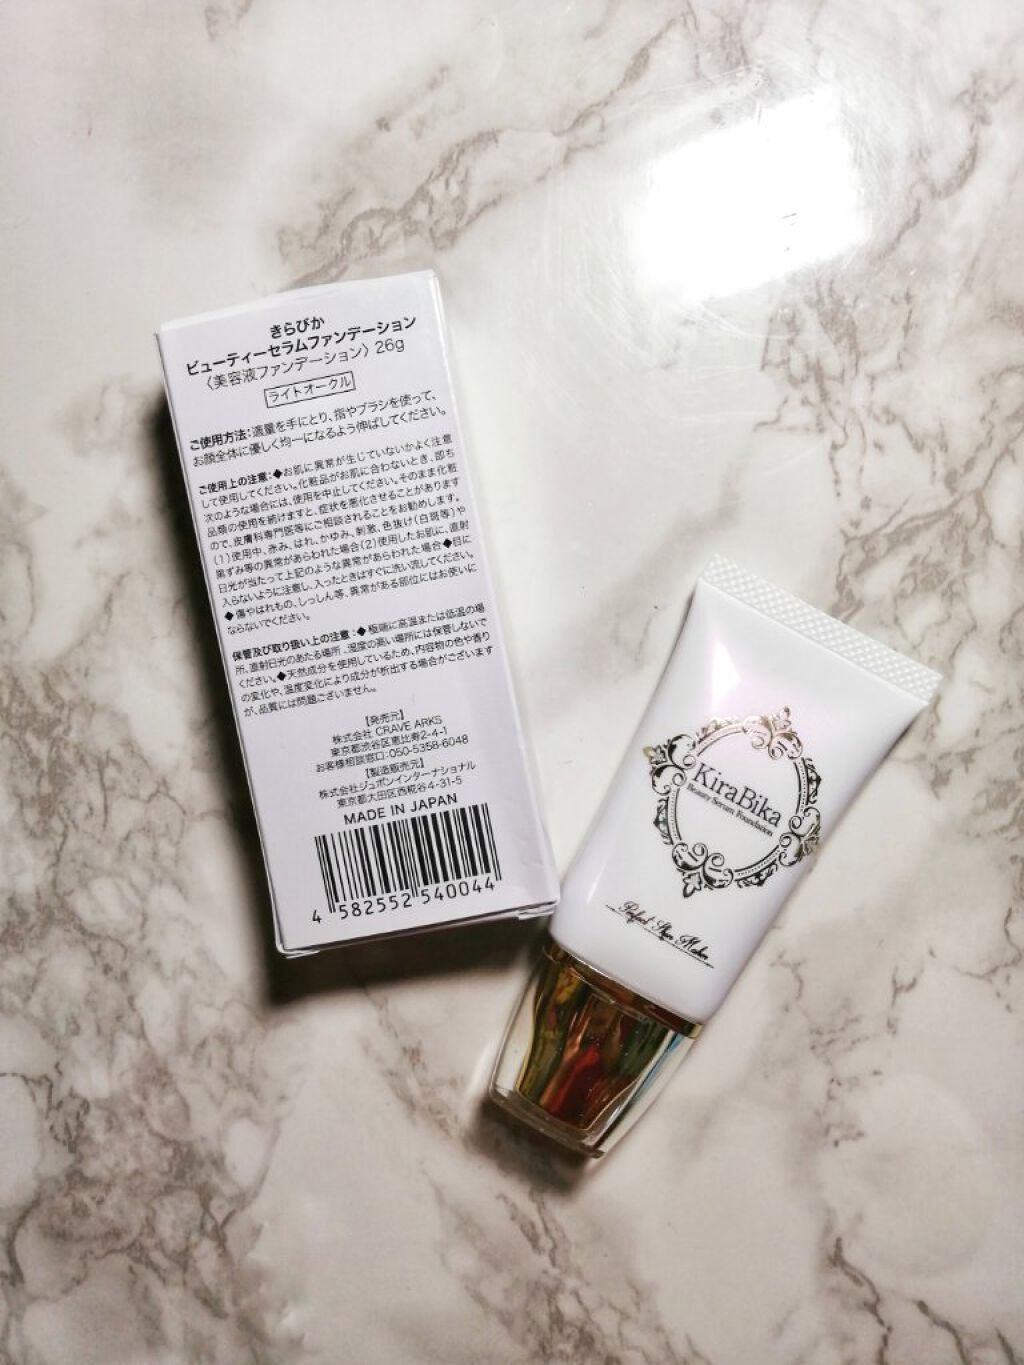 きらびか
ビューティーセラムファンデーション
〈美容液ファンデーション〉 26g
ライトオークル
ご使用方法:適量を手にとり、指やブラシを使って、
お顔全体に優しく均一になるよう伸ばしてください。
ご使用上の注意:◆お肌に異常が生じていないかよく注意
して使用してください。化粧品がお肌に合わないとき、即ち
次のような場合には、使用を中止してください。そのまま化粧
品類の使用を続けますと、症状を悪化させることがあります
ので、皮膚科専門医等にご相談されることをお勧めします。
(1)使用中、赤み、はれ、かゆみ、刺激、色抜け(白斑等)や
黒ずみ等の異常があらわれた場合(2)使用したお肌に、直射
日光が当たって上記のような異常があらわれた場合◆目に
入らないように注意し、入ったときはすぐに洗い流してください。
◆傷やはれもの、しっしん等、異常がある部位にはお使いに
ならないでください。
保管及び取り扱い上の注意:◆極端に高温または低温の場
所、直射日光のあたる場所、湿度の高い場所には保管しないで
ください。◆天然成分を使用しているため、内容物の色や香り
の変化や、温度変化により成分が析出する場合がございます
が、品質には問題ございません。
【発売元】
株式会社 CRAVE ARKS
東京都渋谷区恵比寿2-4-1
お客様相談窓口:050-5358-6048
【製造販売元】
株式会社ジュポンインターナショナル
東京都大田区西糀谷4-31-5
MADE IN JAPAN
4 582552 540044
KiraBika
Beauty Serum Foundation
Perfect Skin Maker